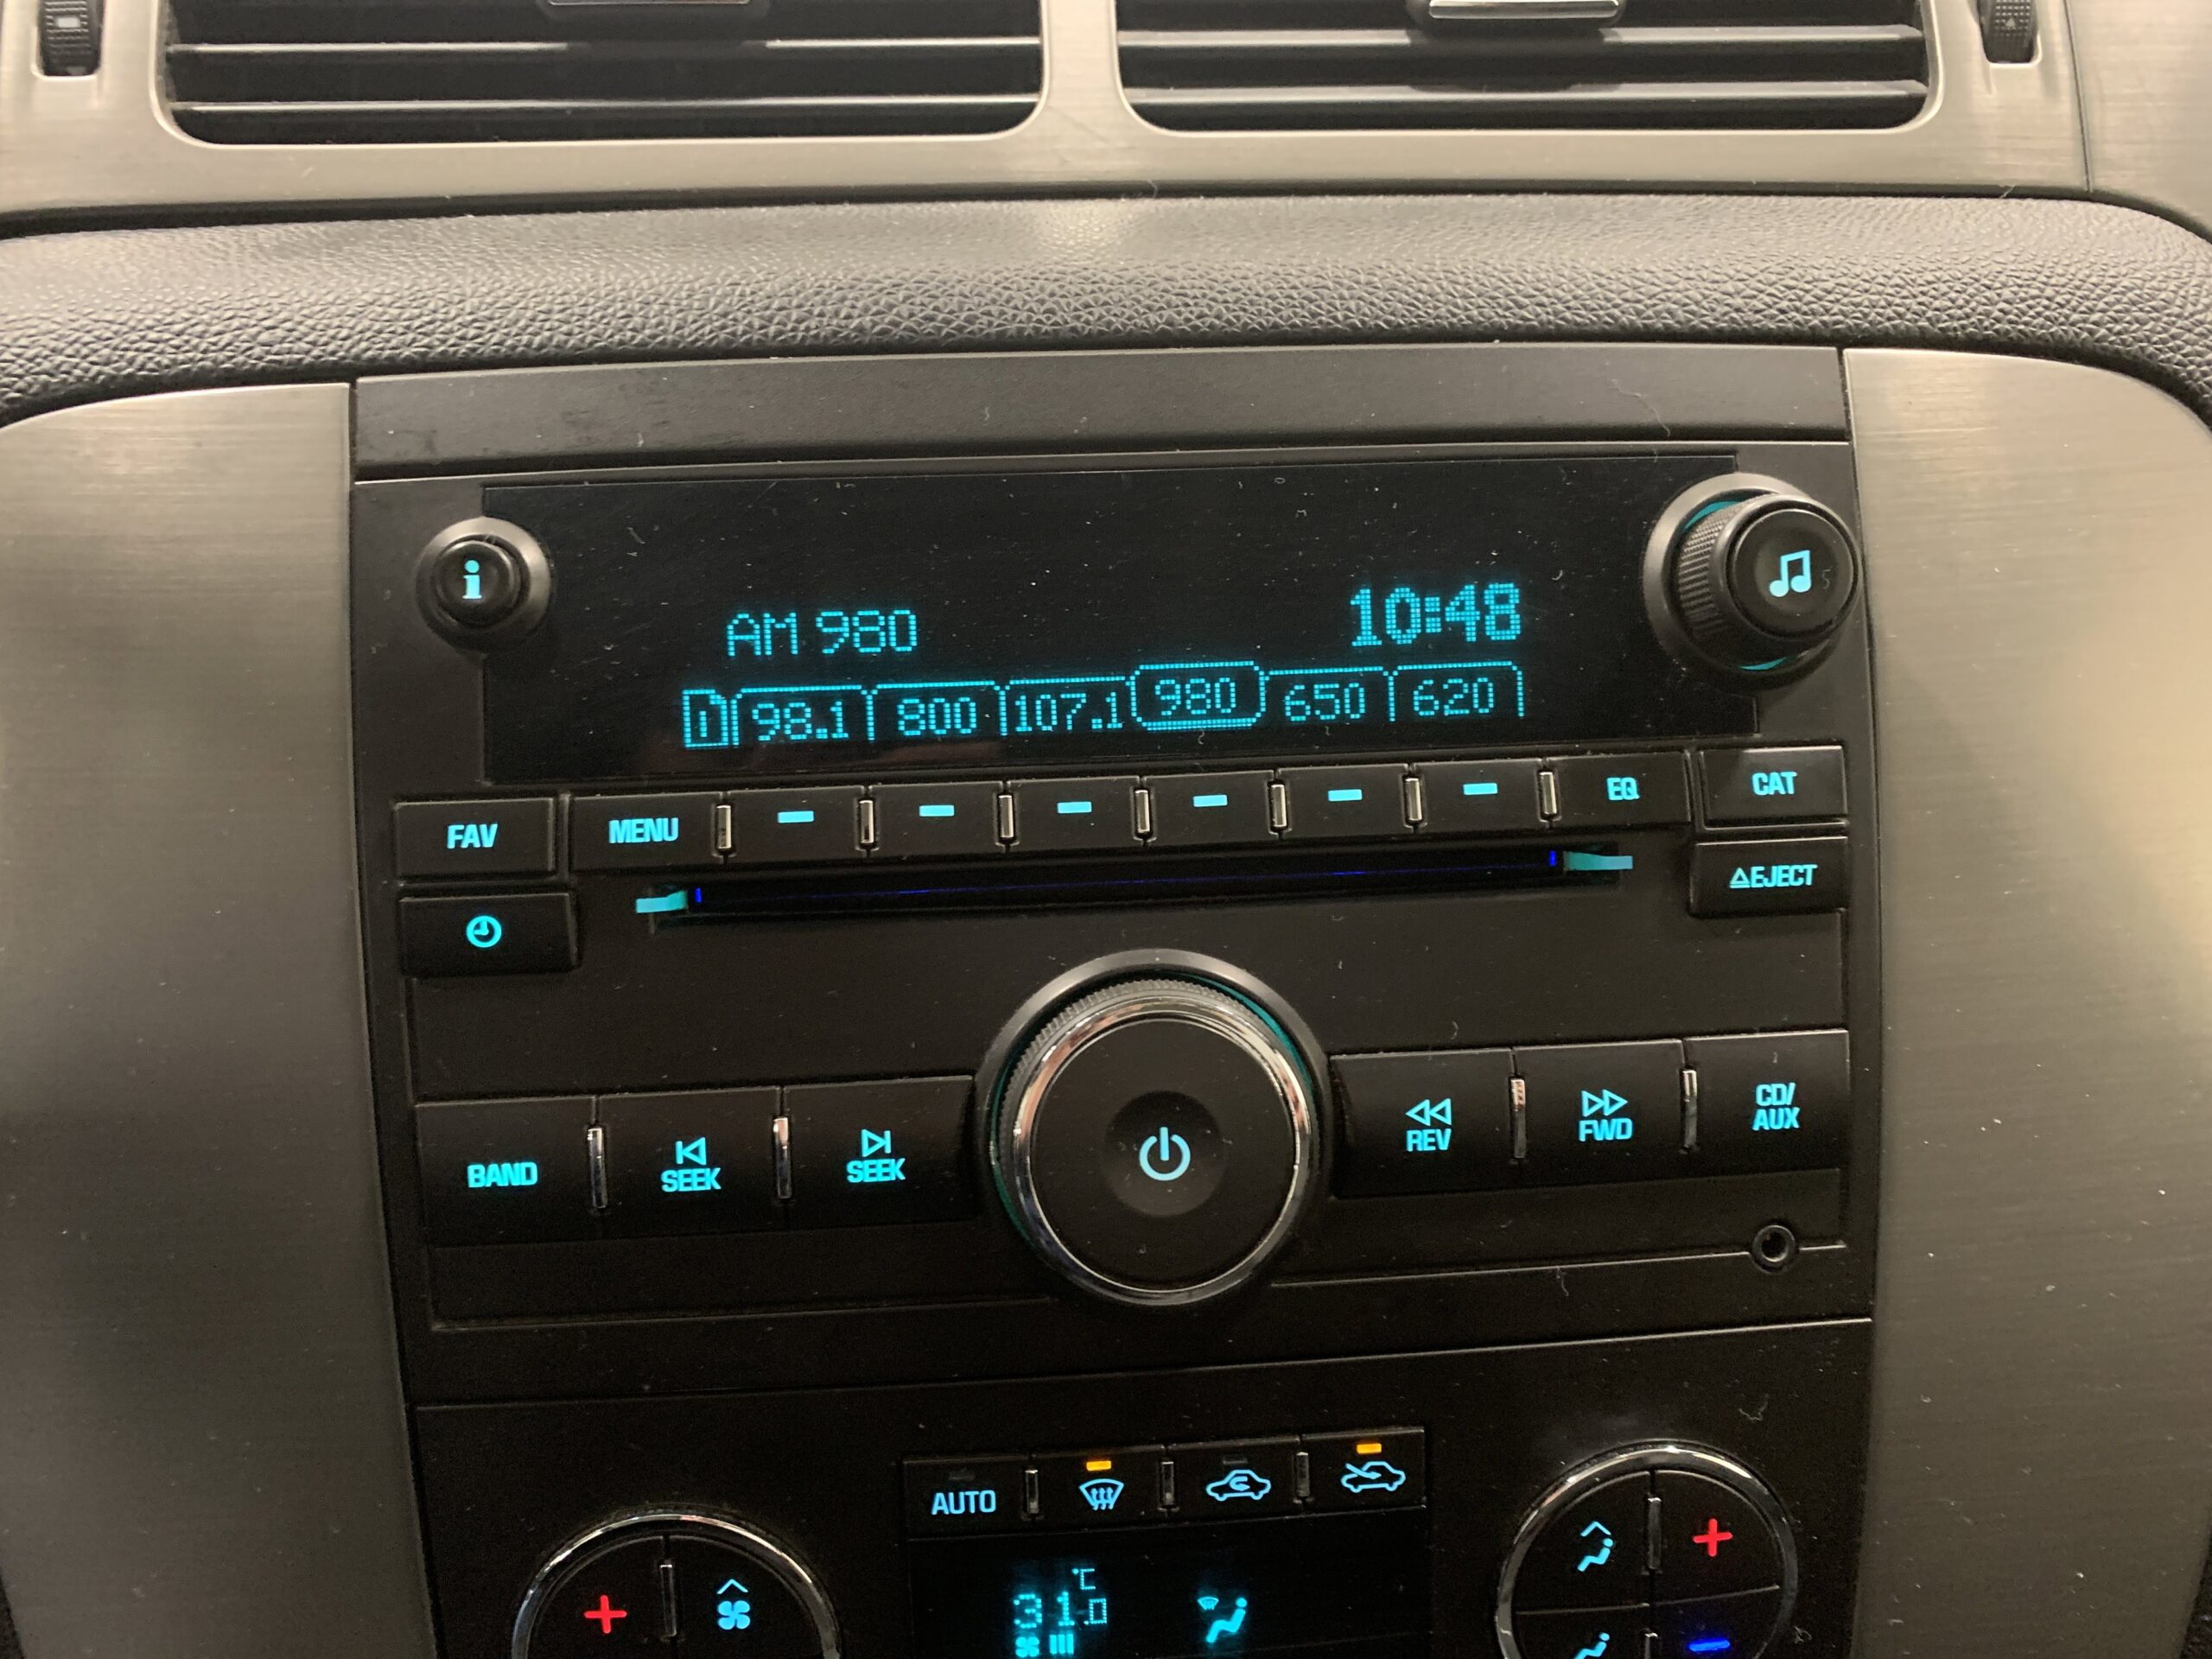 i
AM 980 10:48
1 98.1 800 107.1 980 650 620
FAV MENU EQ CAT
EJECT
BAND SEEK SEEK REV FWD CD/
AUX
AUTO
31.0 °C